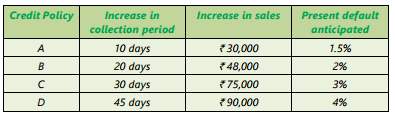 Credit Policy Increase in collection period Increase in sales Present default anticipated
A 10 days ₹ 30,000 1.5%
B 20 days ₹ 48,000 2%
C 30 days ₹ 75,000 3%
D 45 days ₹ 90,000 4%